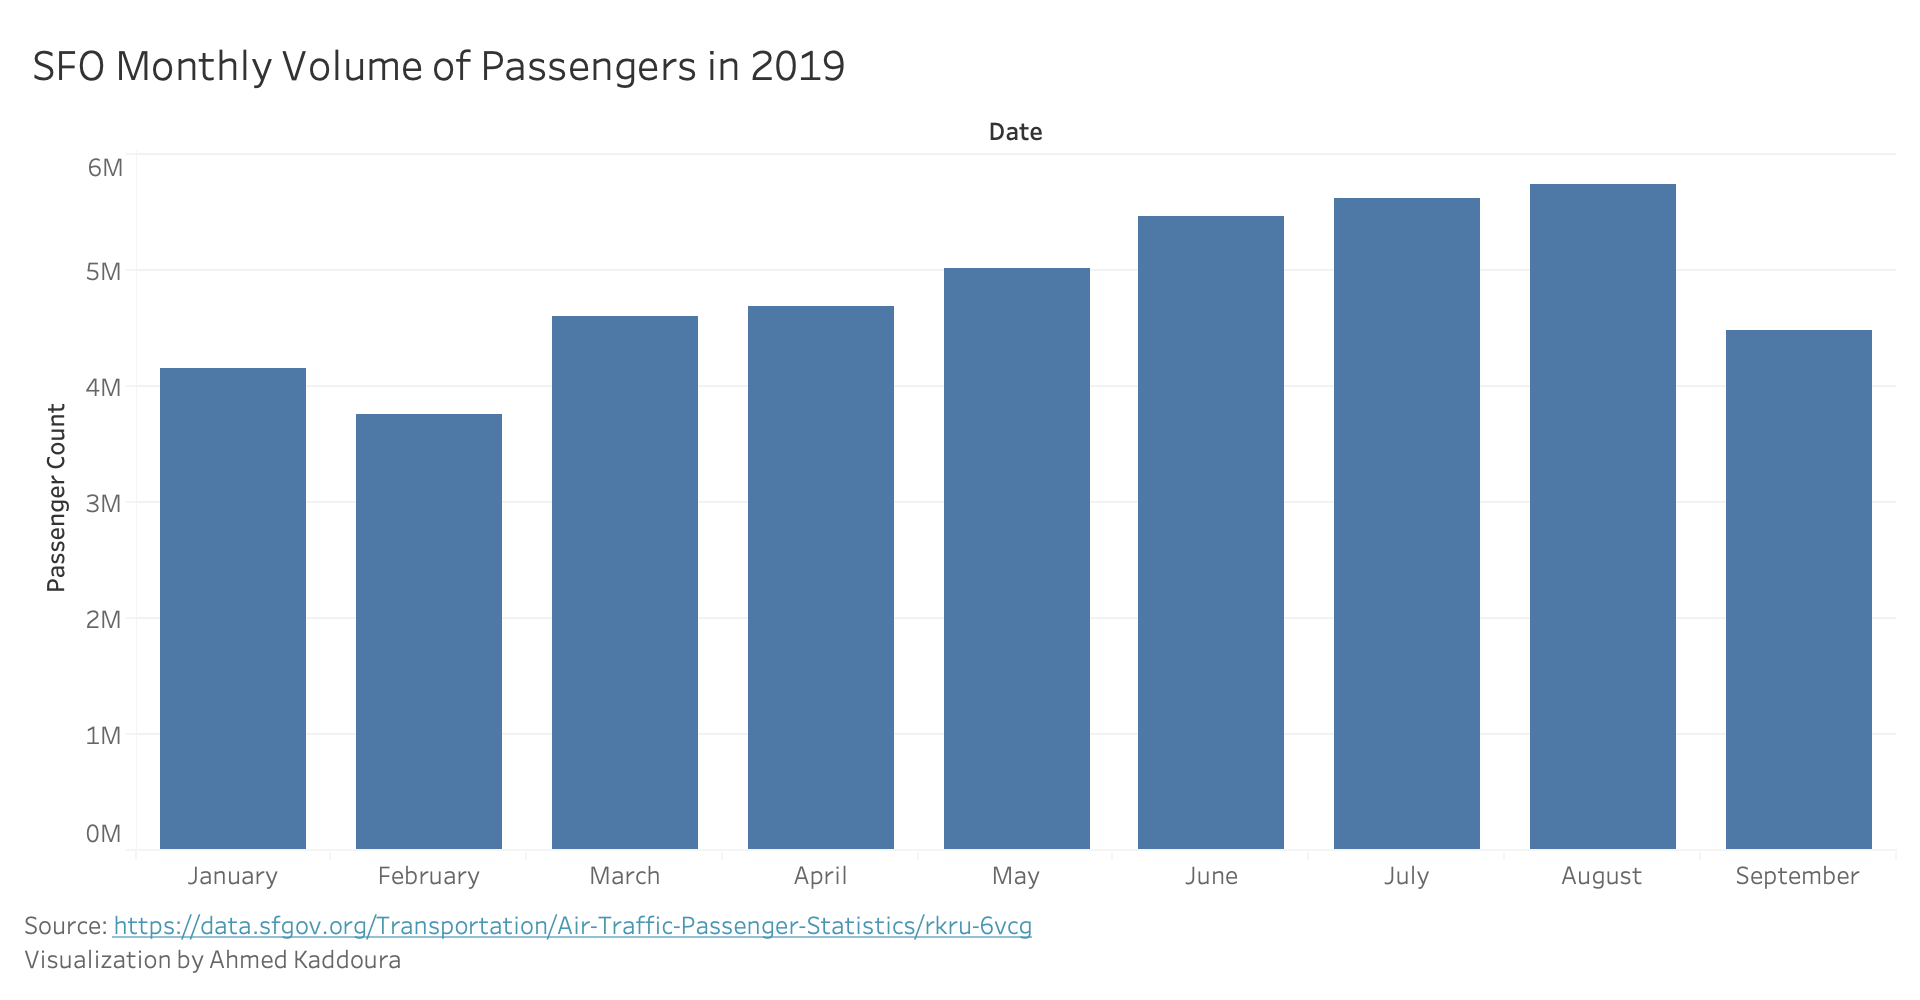 SFO Monthly Volume of Passengers in 2019
Date
6M
5M
4M
3M
2M
1M
0M
Passenger Count
January February March April May June July August September
Source: https://data.sfgov.org/Transportation/Air-Traffic-Passenger-Statistics/rkru-6vcg
Visualization by Ahmed Kaddoura